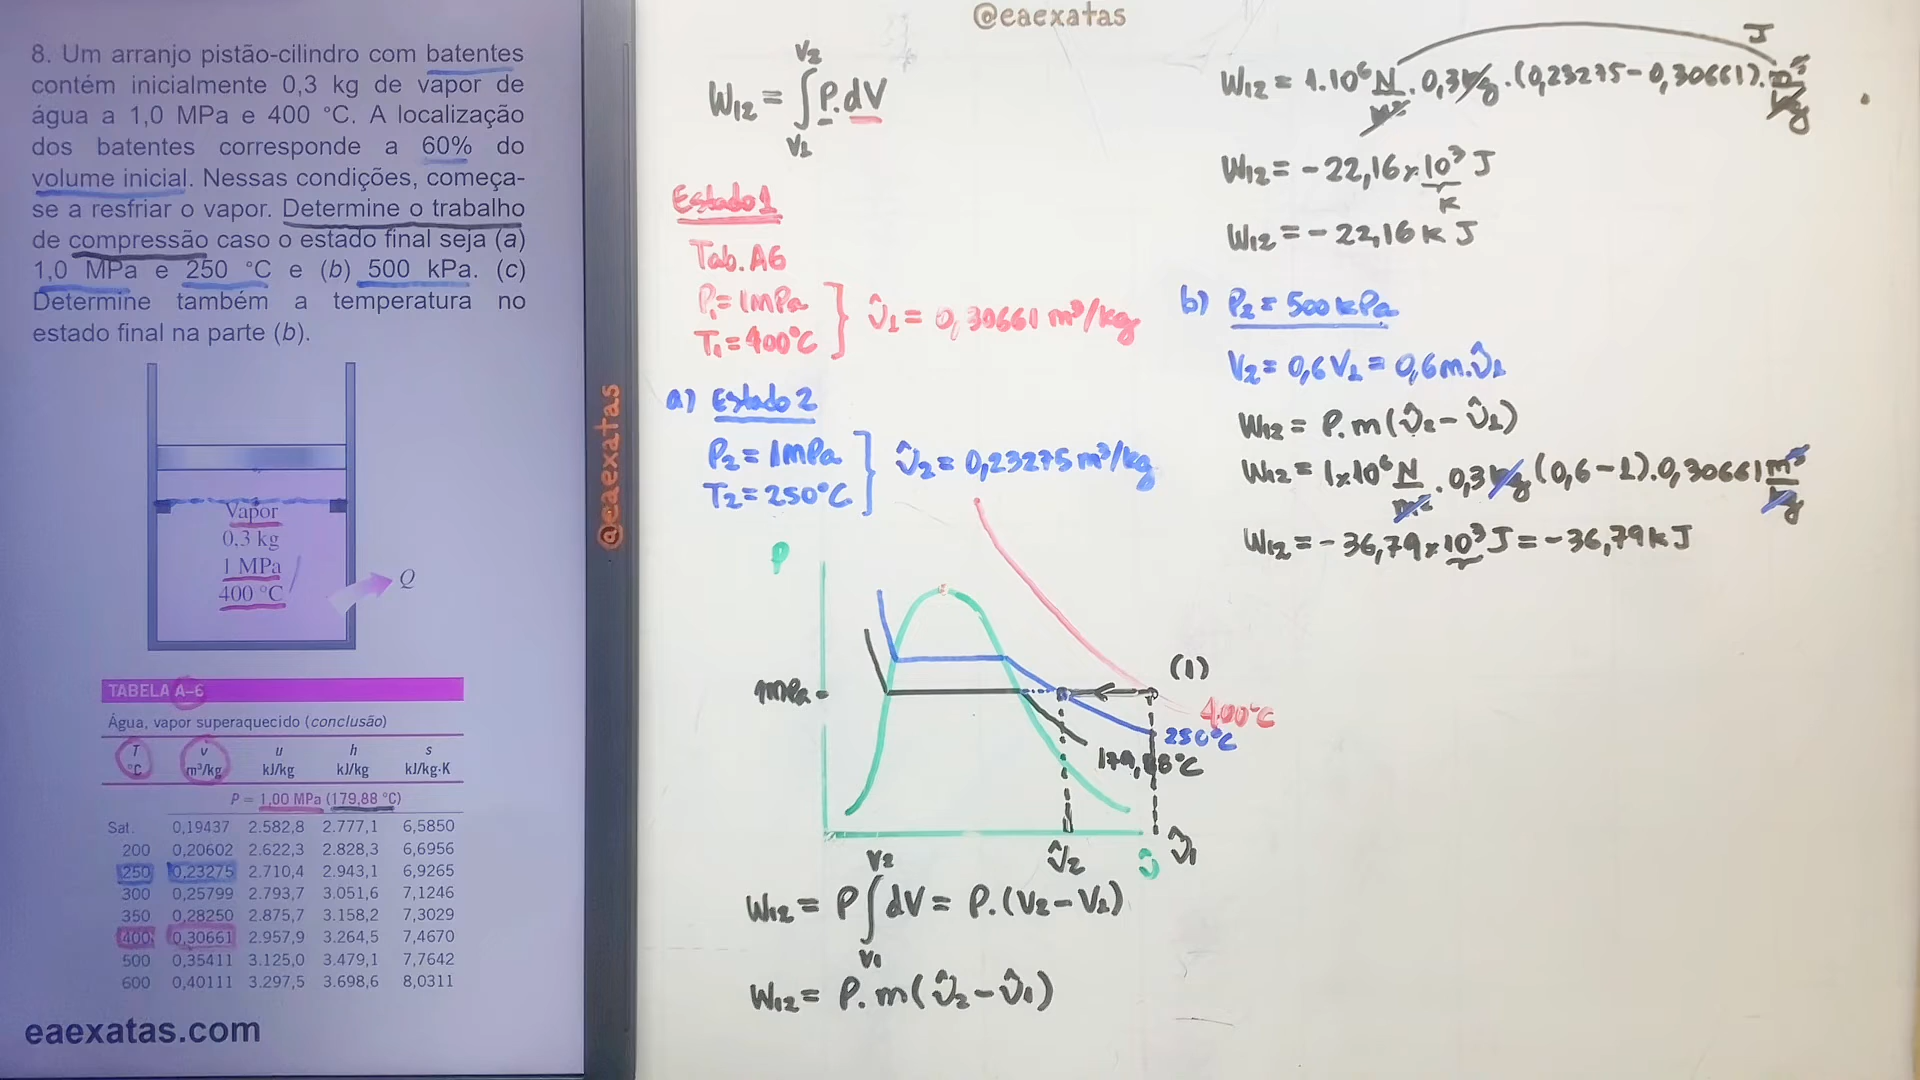 8. Um arranjo pistão-cilindro com batentes
contém inicialmente 0,3 kg de vapor de
água a 1,0 MPa e 400 °C. A localização
dos batentes corresponde a 60% do
volume inicial. Nessas condições, começa-
se a resfriar o vapor. Determine o trabalho
de compressão caso o estado final seja (a)
1,0 MPa e 250 °C e (b) 500 kPa. (c)
Determine também a temperatura no
estado final na parte (b).
Vapor
0,3 kg
1 MPa
400 °C
Q
TABELA A-6
Água, vapor superaquecido (conclusão)
T v u h s
°C m³/kg kJ/kg kJ/kg kJ/kg·K
P = 1,00 MPa (179,88 °C)
Sat. 0,19437 2.582,8 2.777,1 6,5850
200 0,20602 2.622,3 2.828,3 6,6956
250 0,23275 2.710,4 2.943,1 6,9265
300 0,25799 2.793,7 3.051,6 7,1246
350 0,28250 2.875,7 3.158,2 7,3029
400 0,30661 2.957,9 3.264,5 7,4670
500 0,35411 3.125,0 3.479,1 7,7642
600 0,40111 3.297,5 3.698,6 8,0311
eaexatas.com
@eaexatas
@eaexatas
W12 = ∫ P.dV
V2
V1
Estado 1
Tab. A6
P1 = 1MPa
T1 = 400°C
v̂1 = 0,30661 m³/kg
a) Estado 2
P2 = 1MPa
T2 = 250°C
v̂2 = 0,23275 m³/kg
P
1MPa
(1)
400°C
250°C
179,88°C
v̂2 v̂ v̂1
V2
W12 = P ∫ dV = P.(V2 - V1)
V1
W12 = P.m(v̂2 - v̂1)
J
W12 = 1.10⁶ N/m² . 0,3 kg . (0,23275 - 0,30661). m³/kg
W12 = - 22,16 x 10³ J
k
W12 = - 22,16 k J
b) P2 = 500 kPa
V2 = 0,6 V1 = 0,6 m.v̂1
W12 = P.m(v̂2 - v̂1)
W12 = 1x10⁶ N/m² . 0,3 kg (0,6 - 1).0,30661 m³/kg
W12 = - 36,79 x 10³ J = - 36,79 k J